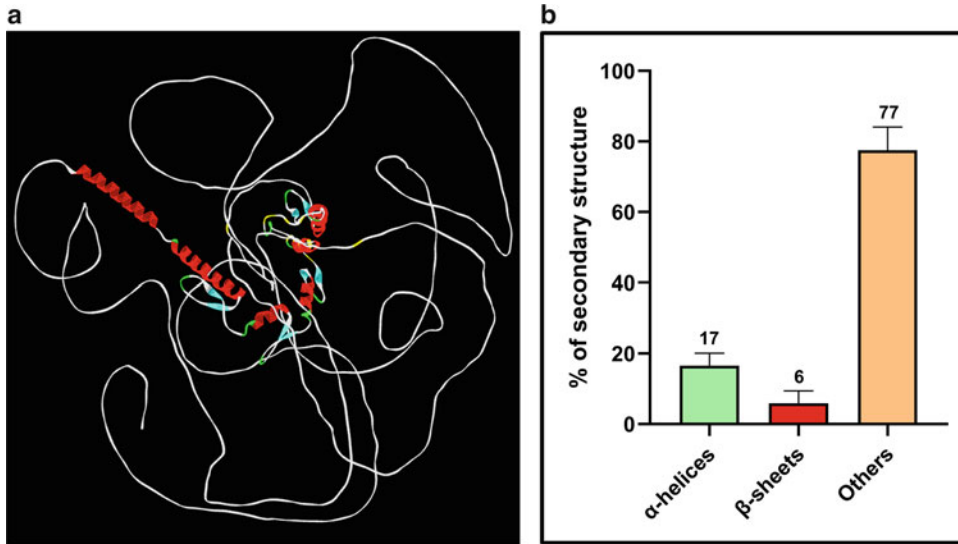 a
b
% of secondary structure
100
80
60
40
20
0
17
6
77
α-helices
β-sheets
Others